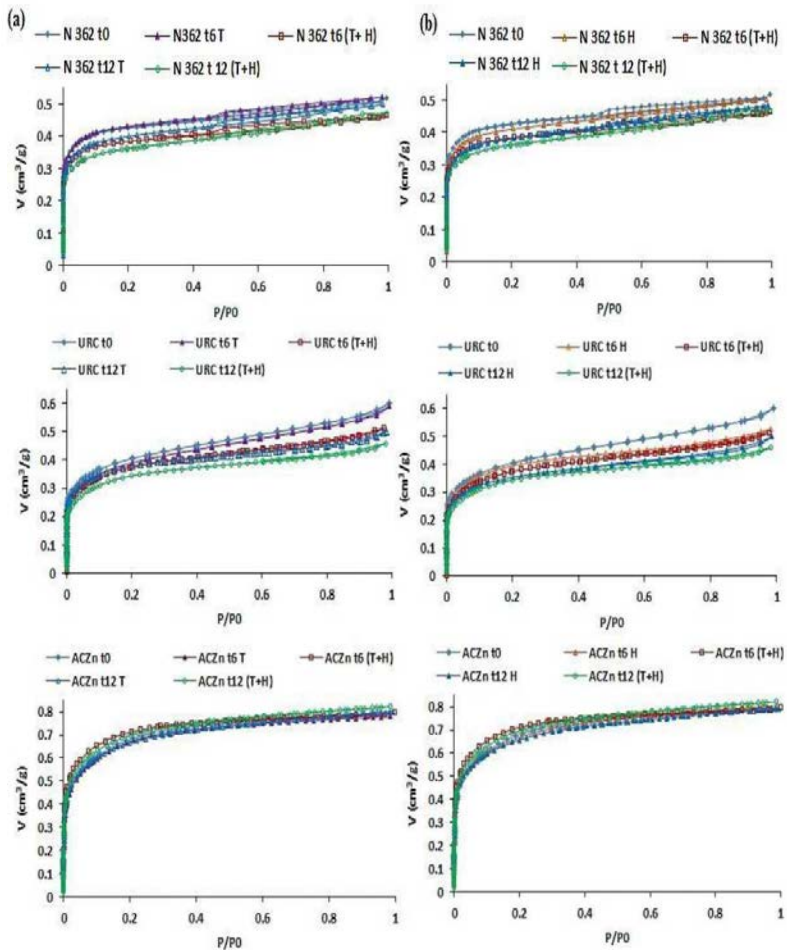 (a)
N 362 t0 N362 t6 T N 362 t6 (T+ H)
N 362 t12 T N 362 t 12 (T+H)
0.5
0.4
0.3
0.2
0.1
0
V (cm³/g)
0 0.2 0.4 0.6 0.8 1
P/P0
(b)
N 362 t0 N 362 t6 H N 362 t6 (T+H)
N 362 t12 H N 362 t 12 (T+H)
0.5
0.4
0.3
0.2
0.1
0
V (cm³/g)
0 0.2 0.4 0.6 0.8 1
P/P0
URC t0 URC t6 T URC t6 (T+H)
URC t12 T URC t12 (T+H)
0.6
0.5
0.4
0.3
0.2
0.1
0
V (cm³/g)
0 0.2 0.4 0.6 0.8 1
P/P0
URC t0 URC t6 H URC t6 (T+H)
URC t12 H URC t12 (T+H)
0.6
0.5
0.4
0.3
0.2
0.1
0
V (cm³/g)
0 0.2 0.4 0.6 0.8 1
P/P0
ACZn t0 ACZn t6 T ACZn t6 (T+H)
ACZn t12 T ACZn t12 (T+H)
0.8
0.7
0.6
0.5
0.4
0.3
0.2
0.1
0
V (cm³/g)
0 0.2 0.4 0.6 0.8 1
P/P0
ACZn t0 ACZn t6 H ACZn t6 (T+H)
ACZn t12 H ACZn t12 (T+H)
0.8
0.7
0.6
0.5
0.4
0.3
0.2
0.1
0
V (cm³/g)
0 0.2 0.4 0.6 0.8 1
P/P0